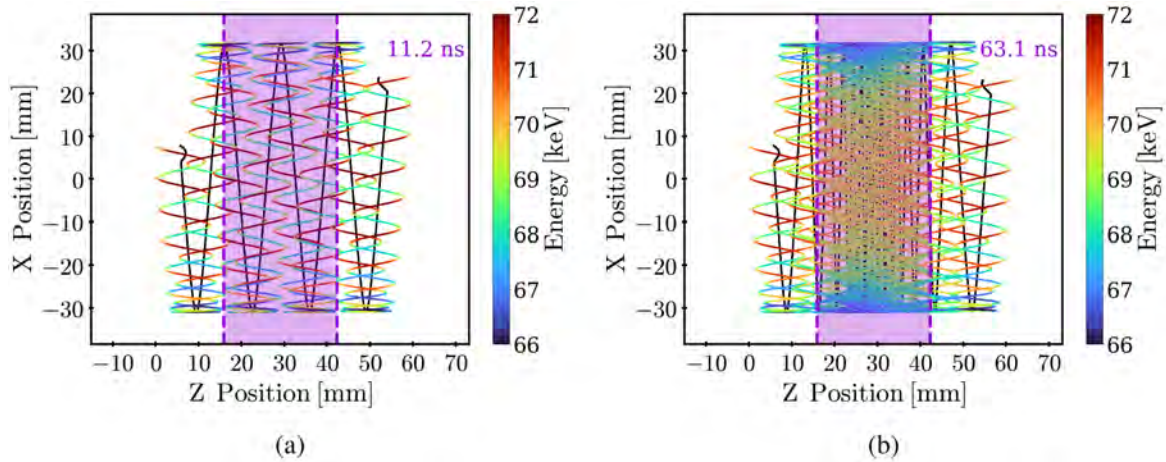 11.2 ns
30
20
10
0
−10
−20
−30
X Position [mm]
−10 0 10 20 30 40 50 60 70
Z Position [mm]
72
71
70
69
68
67
66
Energy [keV]
(a)
63.1 ns
30
20
10
0
−10
−20
−30
X Position [mm]
−10 0 10 20 30 40 50 60 70
Z Position [mm]
72
71
70
69
68
67
66
Energy [keV]
(b)